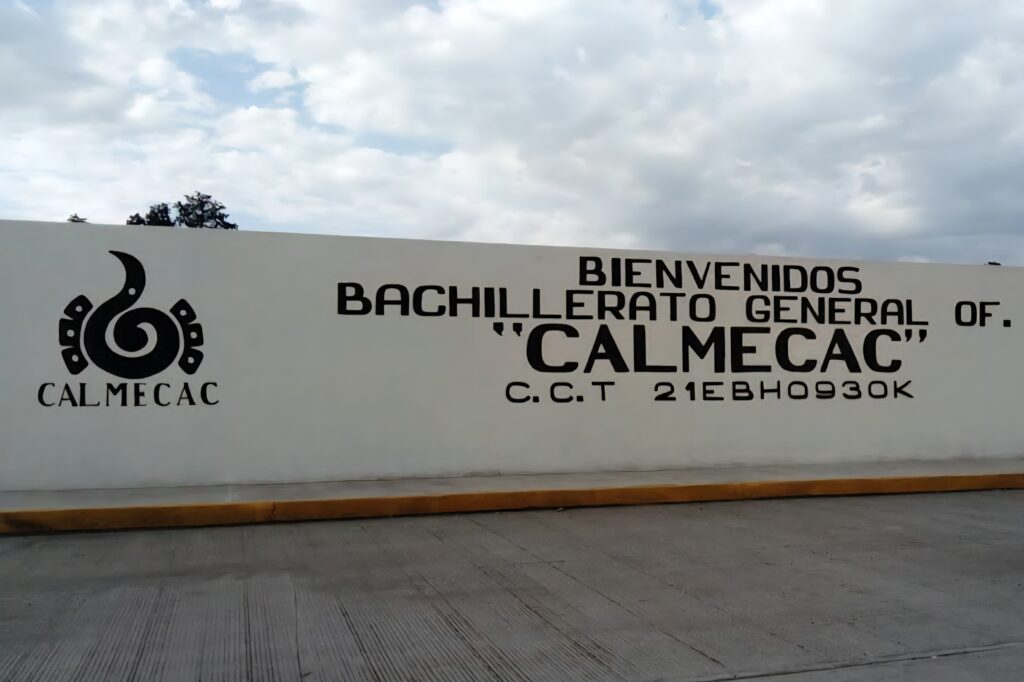 CALMECAC
BIENVENIDOS
BACHILLERATO GENERAL OF.
"CALMECAC"
C.C.T 21EBH0930K